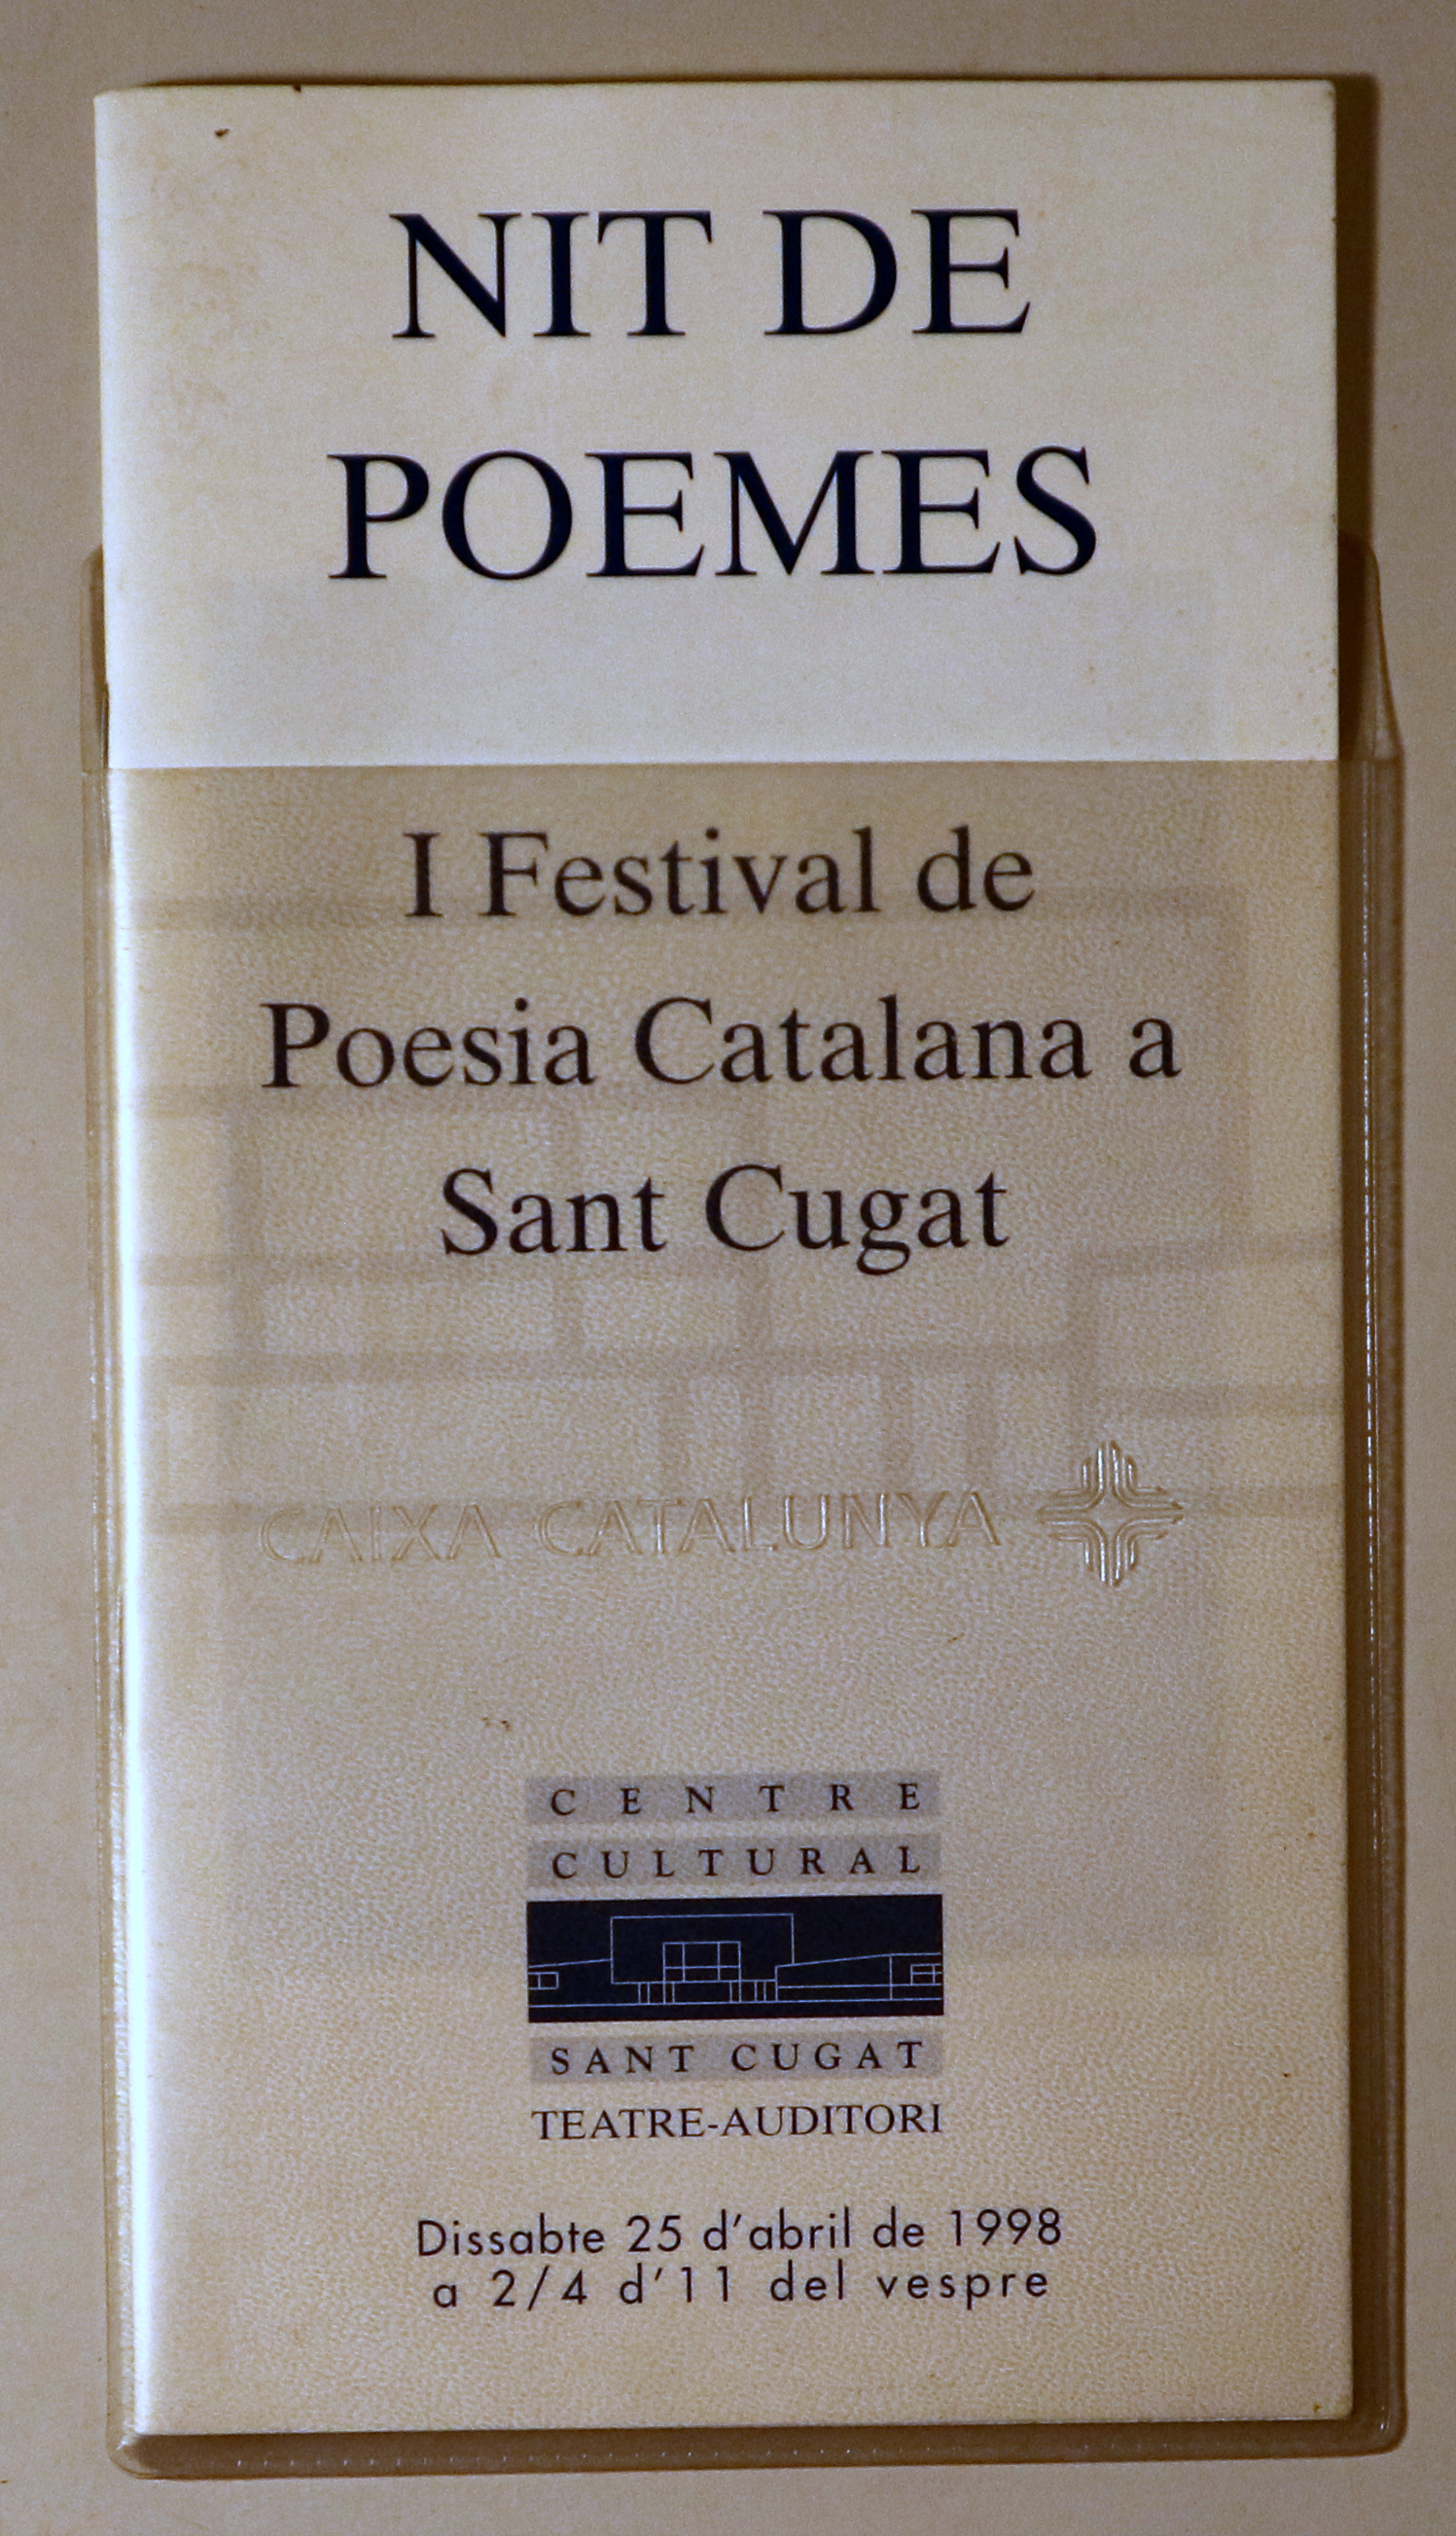 NIT DE
POEMES
I Festival de
Poesia Catalana a
Sant Cugat
CAIXA CATALUNYA
CENTRE
CULTURAL
SANT CUGAT
TEATRE-AUDITORI
Dissabte 25 d'abril de 1998
a 2/4 d'11 del vespre